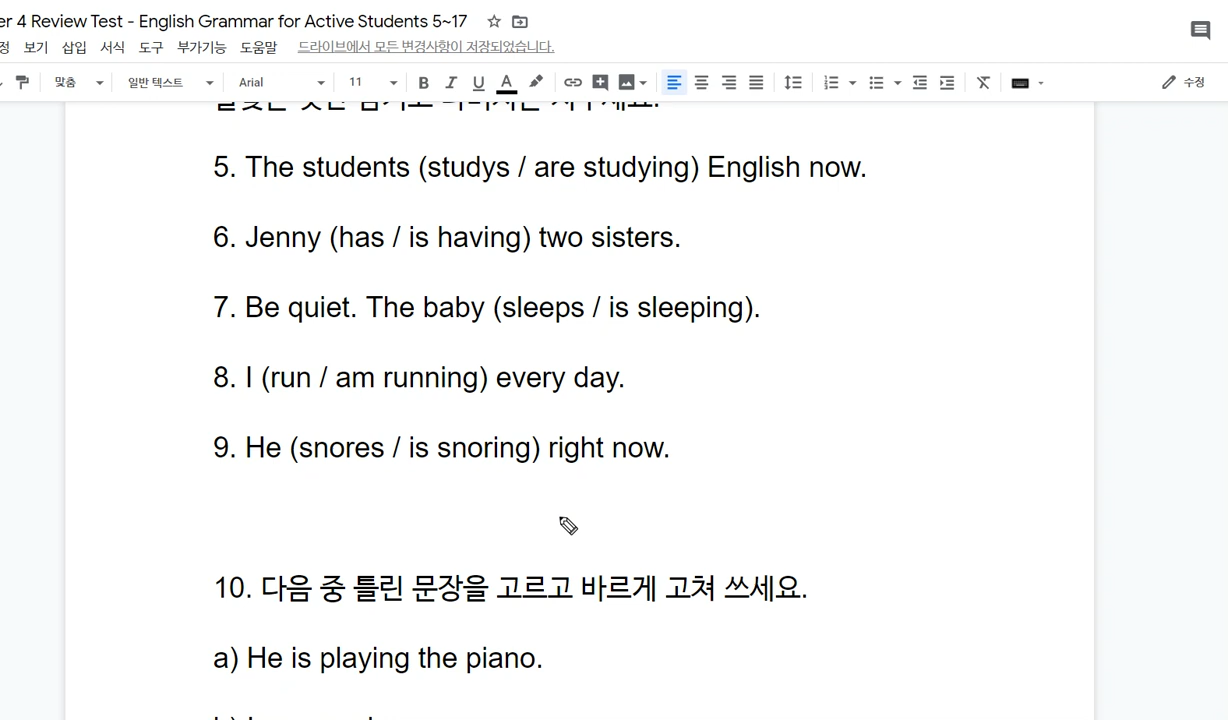 er 4 Review Test - English Grammar for Active Students 5~17
정 보기 삽입 서식 도구 부가기능 도움말 드라이브에서 모든 변경사항이 저장되었습니다.
맞춤 일반 텍스트 Arial 11 B I U A 수정
5. The students (studys / are studying) English now.
6. Jenny (has / is having) two sisters.
7. Be quiet. The baby (sleeps / is sleeping).
8. I (run / am running) every day.
9. He (snores / is snoring) right now.
10. 다음 중 틀린 문장을 고르고 바르게 고쳐 쓰세요.
a) He is playing the piano.